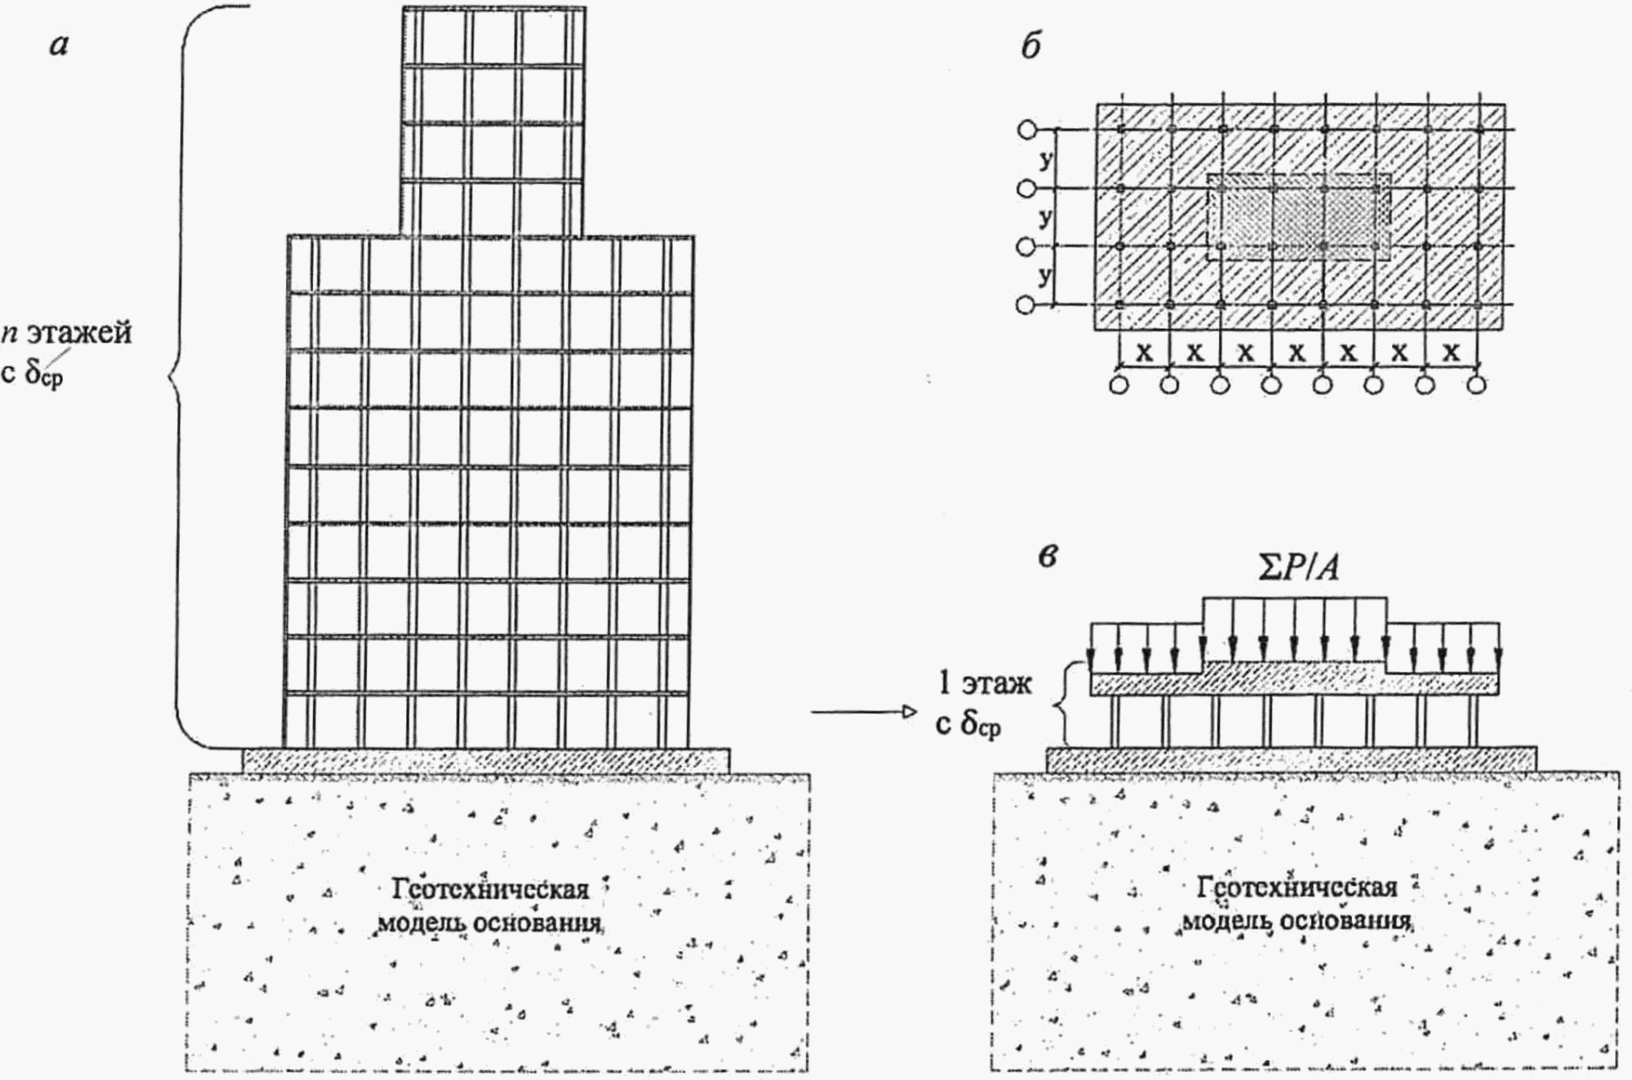 а
n этажей
с δср
Геотехническая
модель основания
б
у
у
у
х х х х х х х
в
ΣP/A
1 этаж
с δср
Геотехническая
модель основания